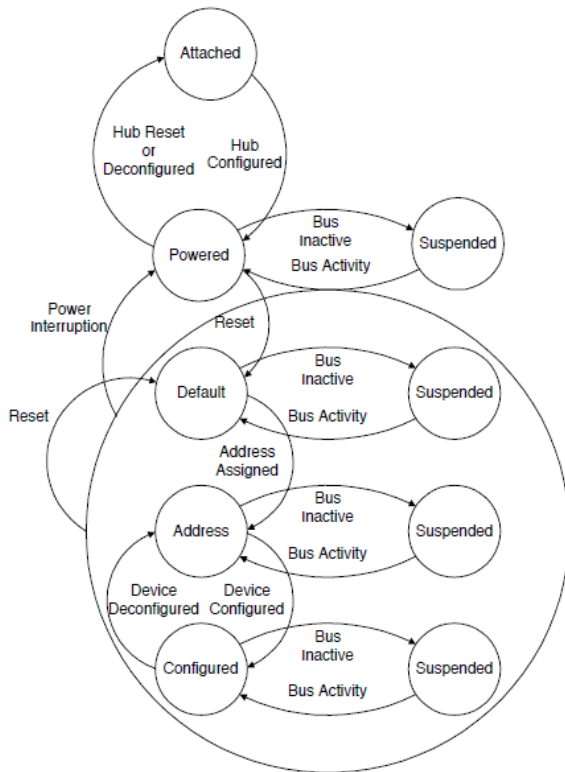 Attached
Hub Reset
or
Deconfigured
Hub
Configured
Powered
Bus
Inactive
Bus Activity
Suspended
Power
Interruption
Reset
Default
Bus
Inactive
Bus Activity
Suspended
Reset
Address
Assigned
Address
Bus
Inactive
Bus Activity
Suspended
Device
Deconfigured
Device
Configured
Configured
Bus
Inactive
Bus Activity
Suspended